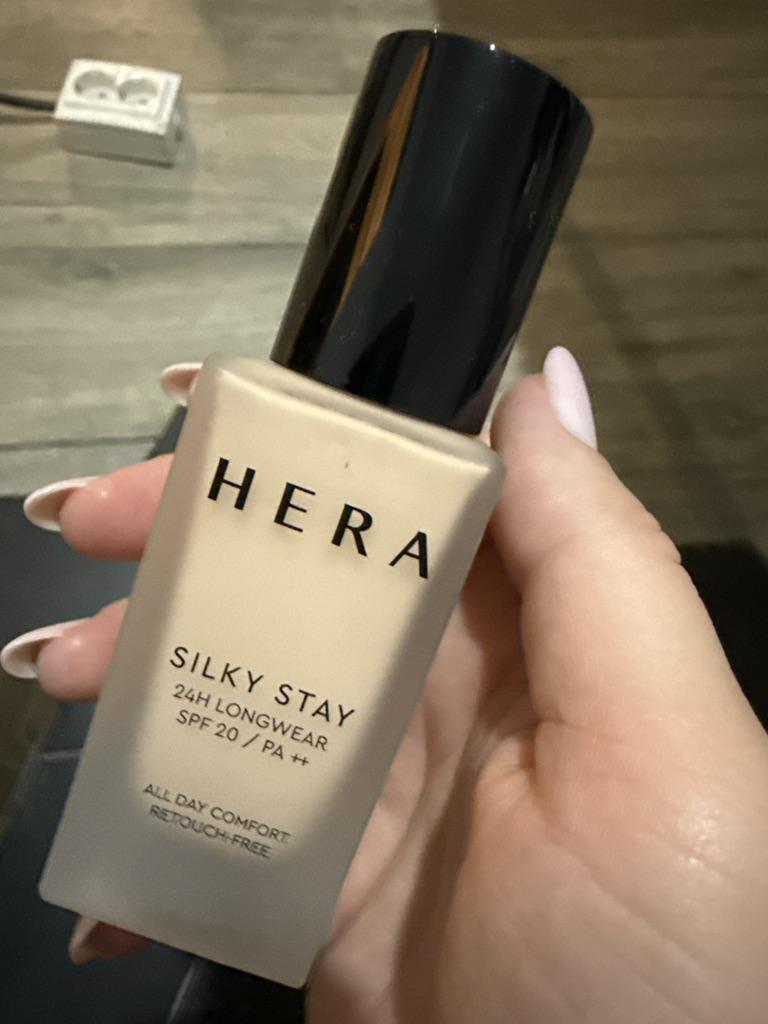 HERA
SILKY STAY
24H LONGWEAR
SPF 20 / PA ++
ALL DAY COMFORT
RETOUCH-FREE